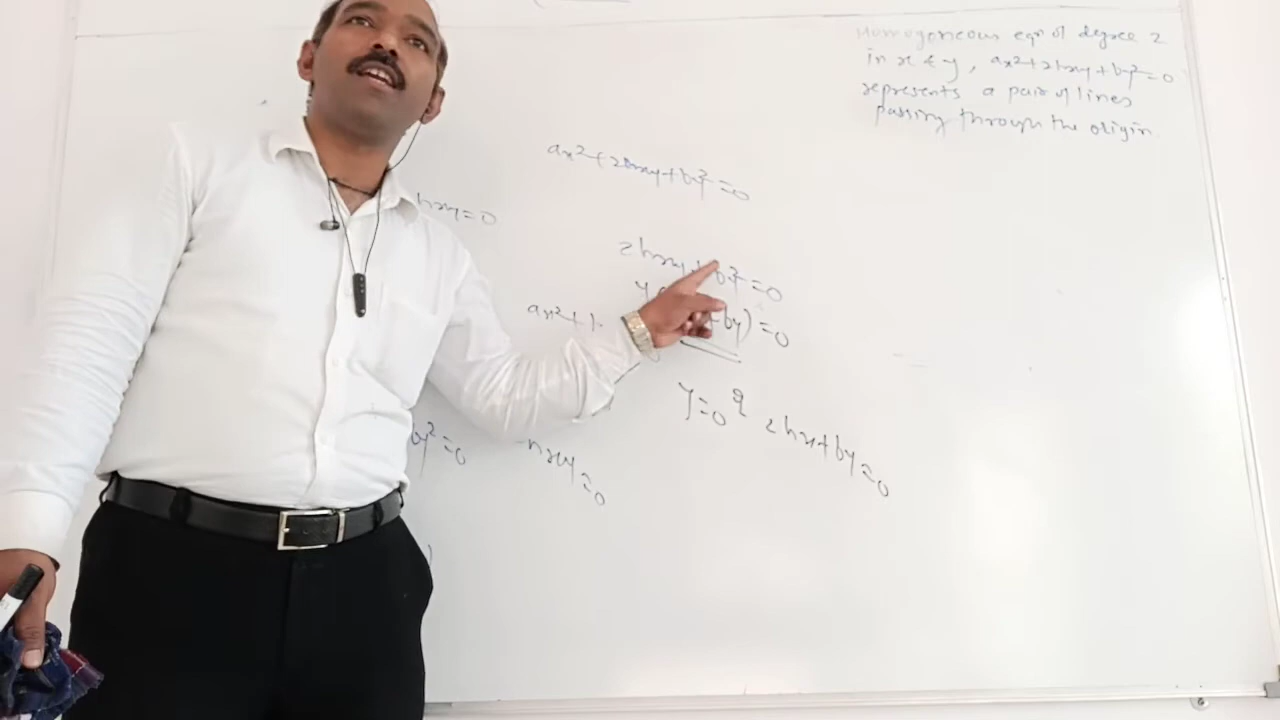 Homogeneous eqn of degree 2
in x & y, ax²+2hxy+by²=0
represents a pair of lines
passing through the origin.
ax²+2hxy+by²=0
hxy=0
2hxy+by²=0
+by)=0
ax²+
y=0 & 2hx+by=0
by²=0
hxy=0